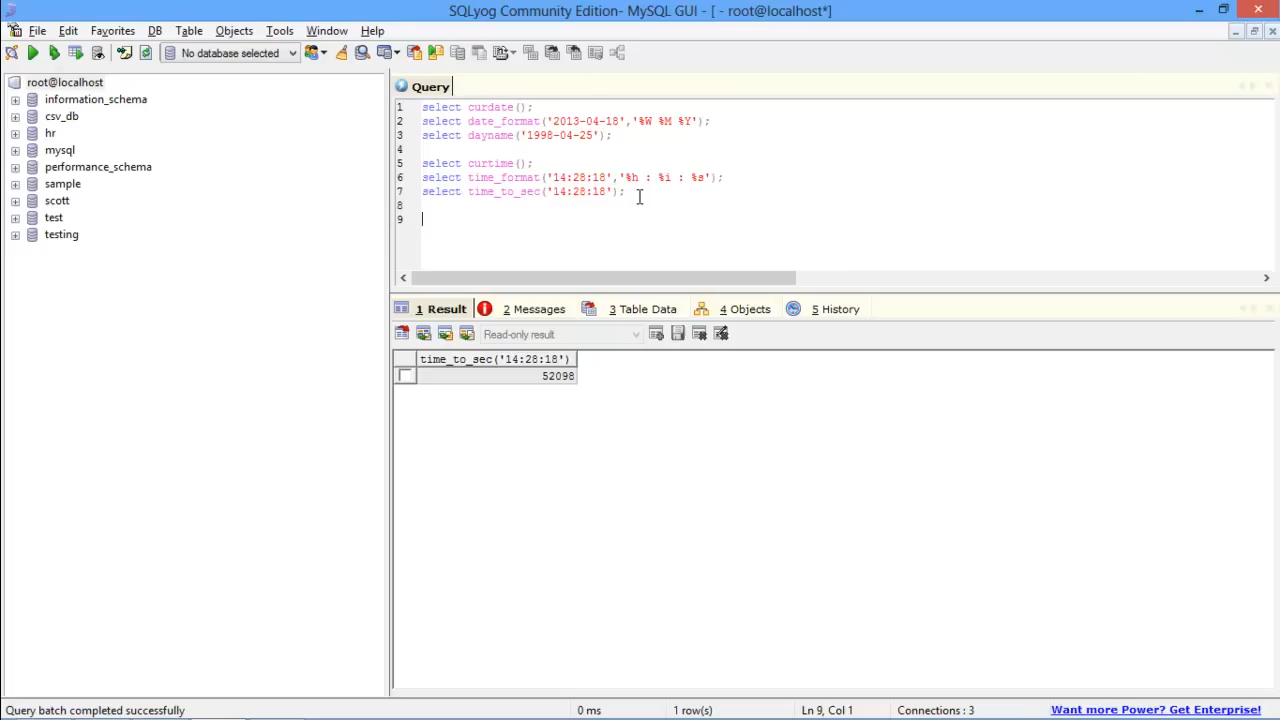 SQLyog Community Edition- MySQL GUI - [ - root@localhost*]
File Edit Favorites DB Table Objects Tools Window Help
No database selected
root@localhost
information_schema
csv_db
hr
mysql
performance_schema
sample
scott
test
testing
Query
1 select curdate();
2 select date_format('2013-04-18','%W %M %Y');
3 select dayname('1998-04-25');
4
5 select curtime();
6 select time_format('14:28:18','%h : %i : %s');
7 select time_to_sec('14:28:18');
8
9
1 Result 2 Messages 3 Table Data 4 Objects 5 History
Read-only result
time_to_sec('14:28:18')
52098
Query batch completed successfully 0 ms 1 row(s) Ln 9, Col 1 Connections : 3 Want more Power? Get Enterprise!